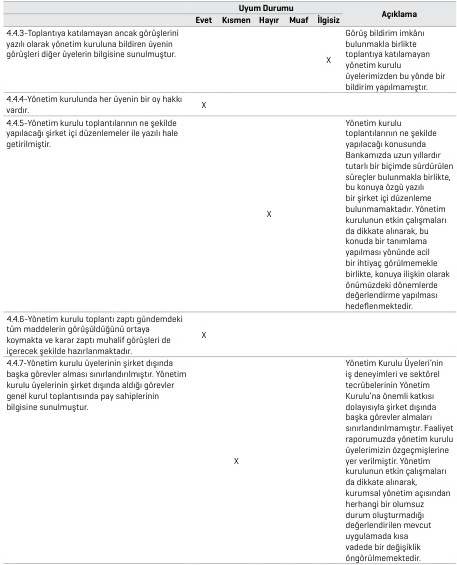 Uyum Durumu
Evet Kısmen Hayır Muaf İlgisiz Açıklama
4.4.3-Toplantıya katılamayan ancak görüşlerini
yazılı olarak yönetim kuruluna bildiren üyenin
görüşleri diğer üyelerin bilgisine sunulmuştur.
X
Görüş bildirim imkânı
bulunmakla birlikte
toplantıya katılamayan
yönetim kurulu
üyelerimizden bu yönde bir
bildirim yapılmamıştır.
4.4.4-Yönetim kurulunda her üyenin bir oy hakkı
vardır.
X
4.4.5-Yönetim kurulu toplantılarının ne şekilde
yapılacağı şirket içi düzenlemeler ile yazılı hale
getirilmiştir.
X
Yönetim kurulu
toplantılarının ne şekilde
yapılacağı konusunda
Bankamızda uzun yıllardır
tutarlı bir biçimde sürdürülen
süreçler bulunmakla birlikte,
bu konuya özgü yazılı
bir şirket içi düzenleme
bulunmamaktadır. Yönetim
kurulunun etkin çalışmaları
da dikkate alınarak, bu
konuda bir tanımlama
yapılması yönünde acil
bir ihtiyaç görülmemekle
birlikte, konuya ilişkin olarak
önümüzdeki dönemlerde
değerlendirme yapılması
hedeflenmektedir.
4.4.6-Yönetim kurulu toplantı zaptı gündemdeki
tüm maddelerin görüşüldüğünü ortaya
koymakta ve karar zaptı muhalif görüşleri de
içerecek şekilde hazırlanmaktadır.
X
4.4.7-Yönetim kurulu üyelerinin şirket dışında
başka görevler alması sınırlandırılmıştır. Yönetim
kurulu üyelerinin şirket dışında aldığı görevler
genel kurul toplantısında pay sahiplerinin
bilgisine sunulmuştur.
X
Yönetim Kurulu Üyeleri'nin
iş deneyimleri ve sektörel
tecrübelerinin Yönetim
Kurulu'na önemli katkısı
dolayısıyla şirket dışında
başka görevler almaları
sınırlandırılmamıştır. Faaliyet
raporumuzda yönetim kurulu
üyelerimizin özgeçmişlerine
yer verilmiştir. Yönetim
kurulunun etkin çalışmaları
da dikkate alınarak,
kurumsal yönetim açısından
herhangi bir olumsuz
durum oluşturmadığı
değerlendirilen mevcut
uygulamada kısa
vadede bir değişiklik
öngörülmemektedir.